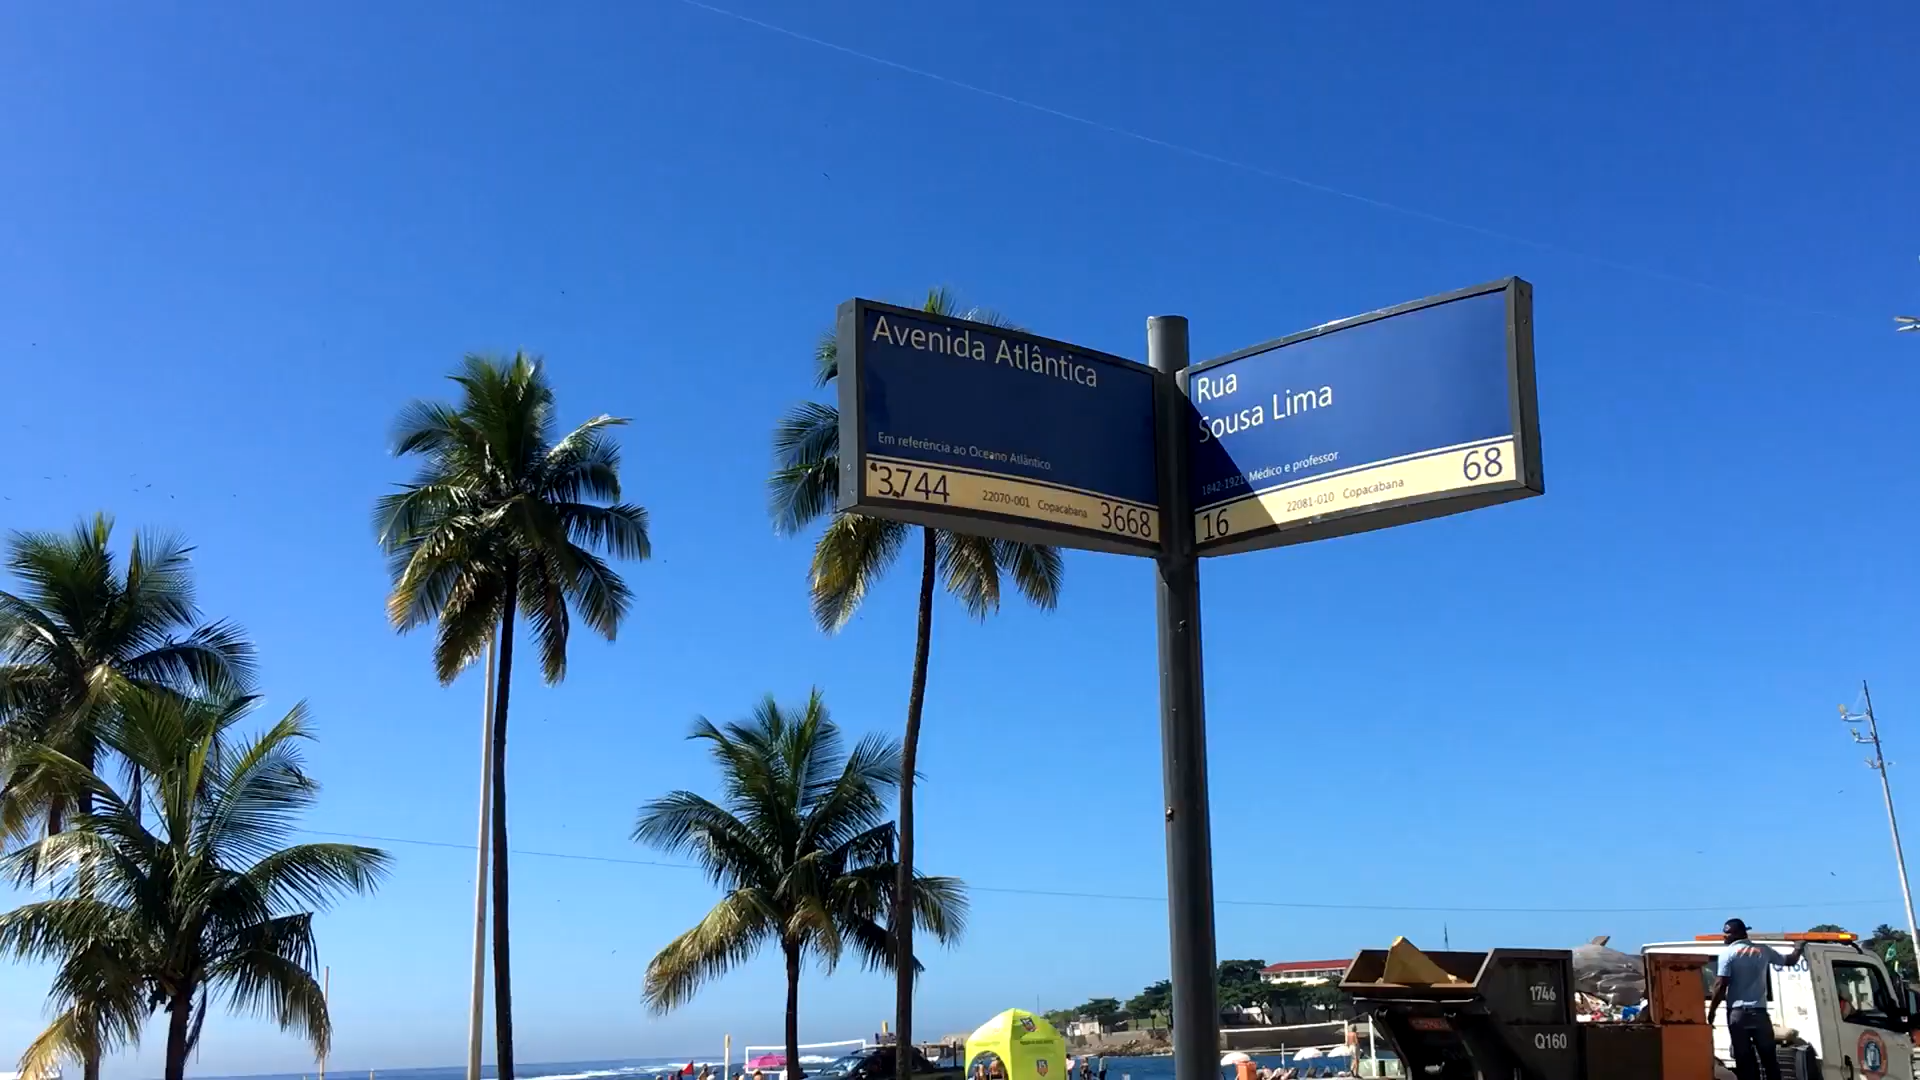 Avenida Atlântica
Em referência ao Oceano Atlântico
3744 22070-001 Copacabana 3668
Rua
Sousa Lima
1842-1921 Médico e professor
16 22081-010 Copacabana 68
1746
Q160
Q160